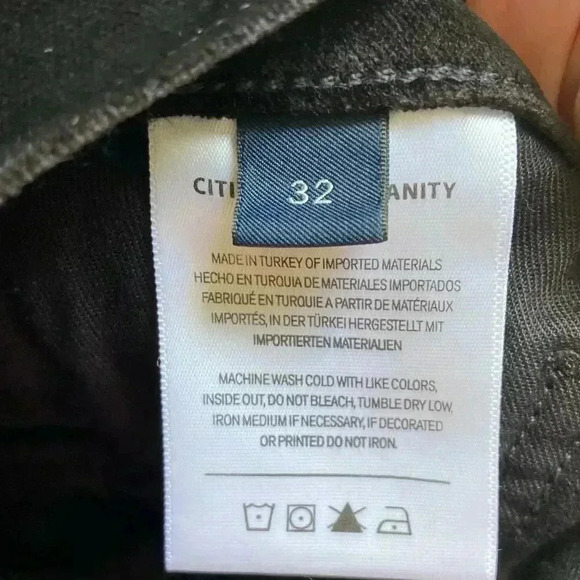 CITI 32 ANITY
MADE IN TURKEY OF IMPORTED MATERIALS
HECHO EN TURQUIA DE MATERIALES IMPORTADOS
FABRIQUÉ EN TURQUIE A PARTIR DE MATÉRIAUX
IMPORTÉS, IN DER TÜRKEI HERGESTELLT MIT
IMPORTIERTEN MATERIALIEN
MACHINE WASH COLD WITH LIKE COLORS,
INSIDE OUT, DO NOT BLEACH, TUMBLE DRY LOW,
IRON MEDIUM IF NECESSARY, IF DECORATED
OR PRINTED DO NOT IRON.